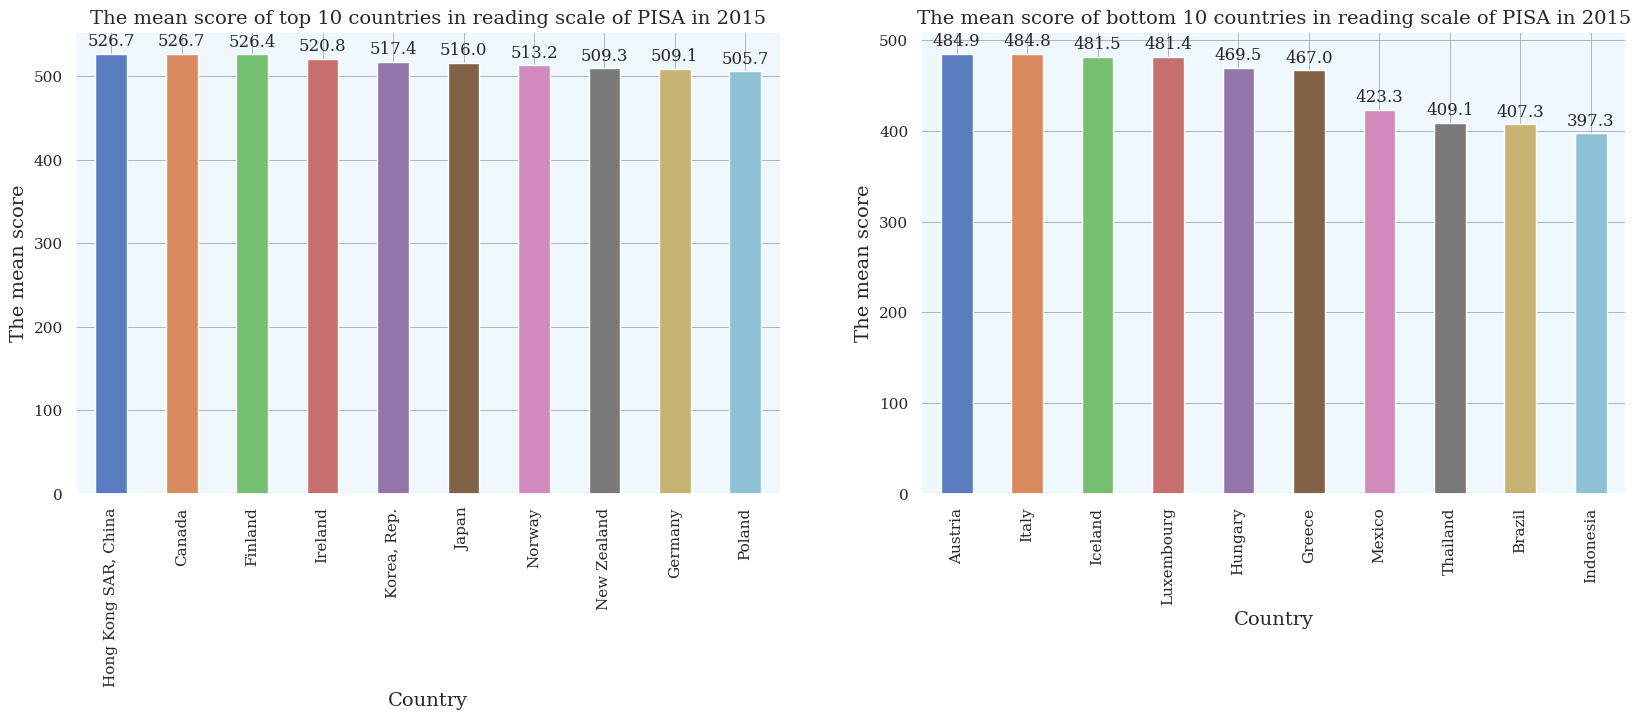 The mean score of top 10 countries in reading scale of PISA in 2015
526.7
526.7
526.4
520.8
517.4
516.0
513.2
509.3
509.1
505.7
500
400
300
200
100
0
The mean score
Hong Kong SAR, China
Canada
Finland
Ireland
Korea, Rep.
Japan
Norway
New Zealand
Germany
Poland
Country
The mean score of bottom 10 countries in reading scale of PISA in 2015
484.9
484.8
481.5
481.4
469.5
467.0
423.3
409.1
407.3
397.3
500
400
300
200
100
0
The mean score
Austria
Italy
Iceland
Luxembourg
Hungary
Greece
Mexico
Thailand
Brazil
Indonesia
Country